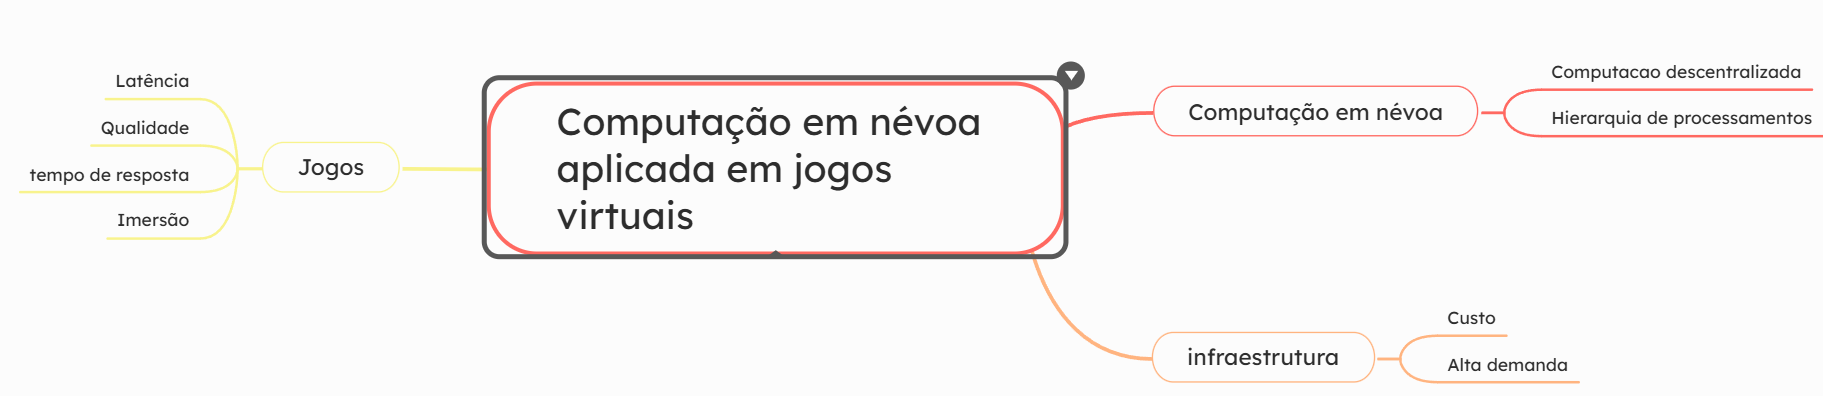 Latência
Qualidade
tempo de resposta
Imersão
Jogos
Computação em névoa
aplicada em jogos
virtuais
Computação em névoa
Computacao descentralizada
Hierarquia de processamentos
infraestrutura
Custo
Alta demanda